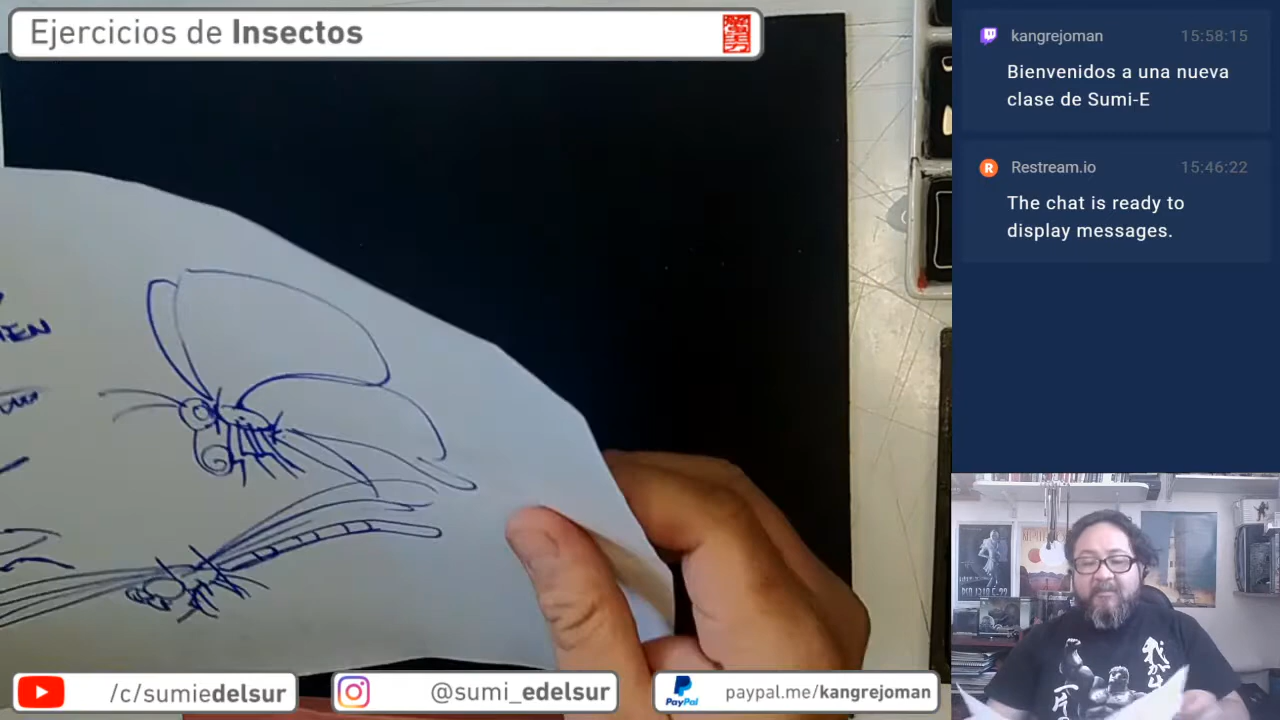 Ejercicios de Insectos
kangrejoman 15:58:15
Bienvenidos a una nueva
clase de Sumi-E
Restream.io 15:46:22
The chat is ready to
display messages.
/c/sumiedelsur
@sumi_edelsur
PayPal
paypal.me/kangrejoman